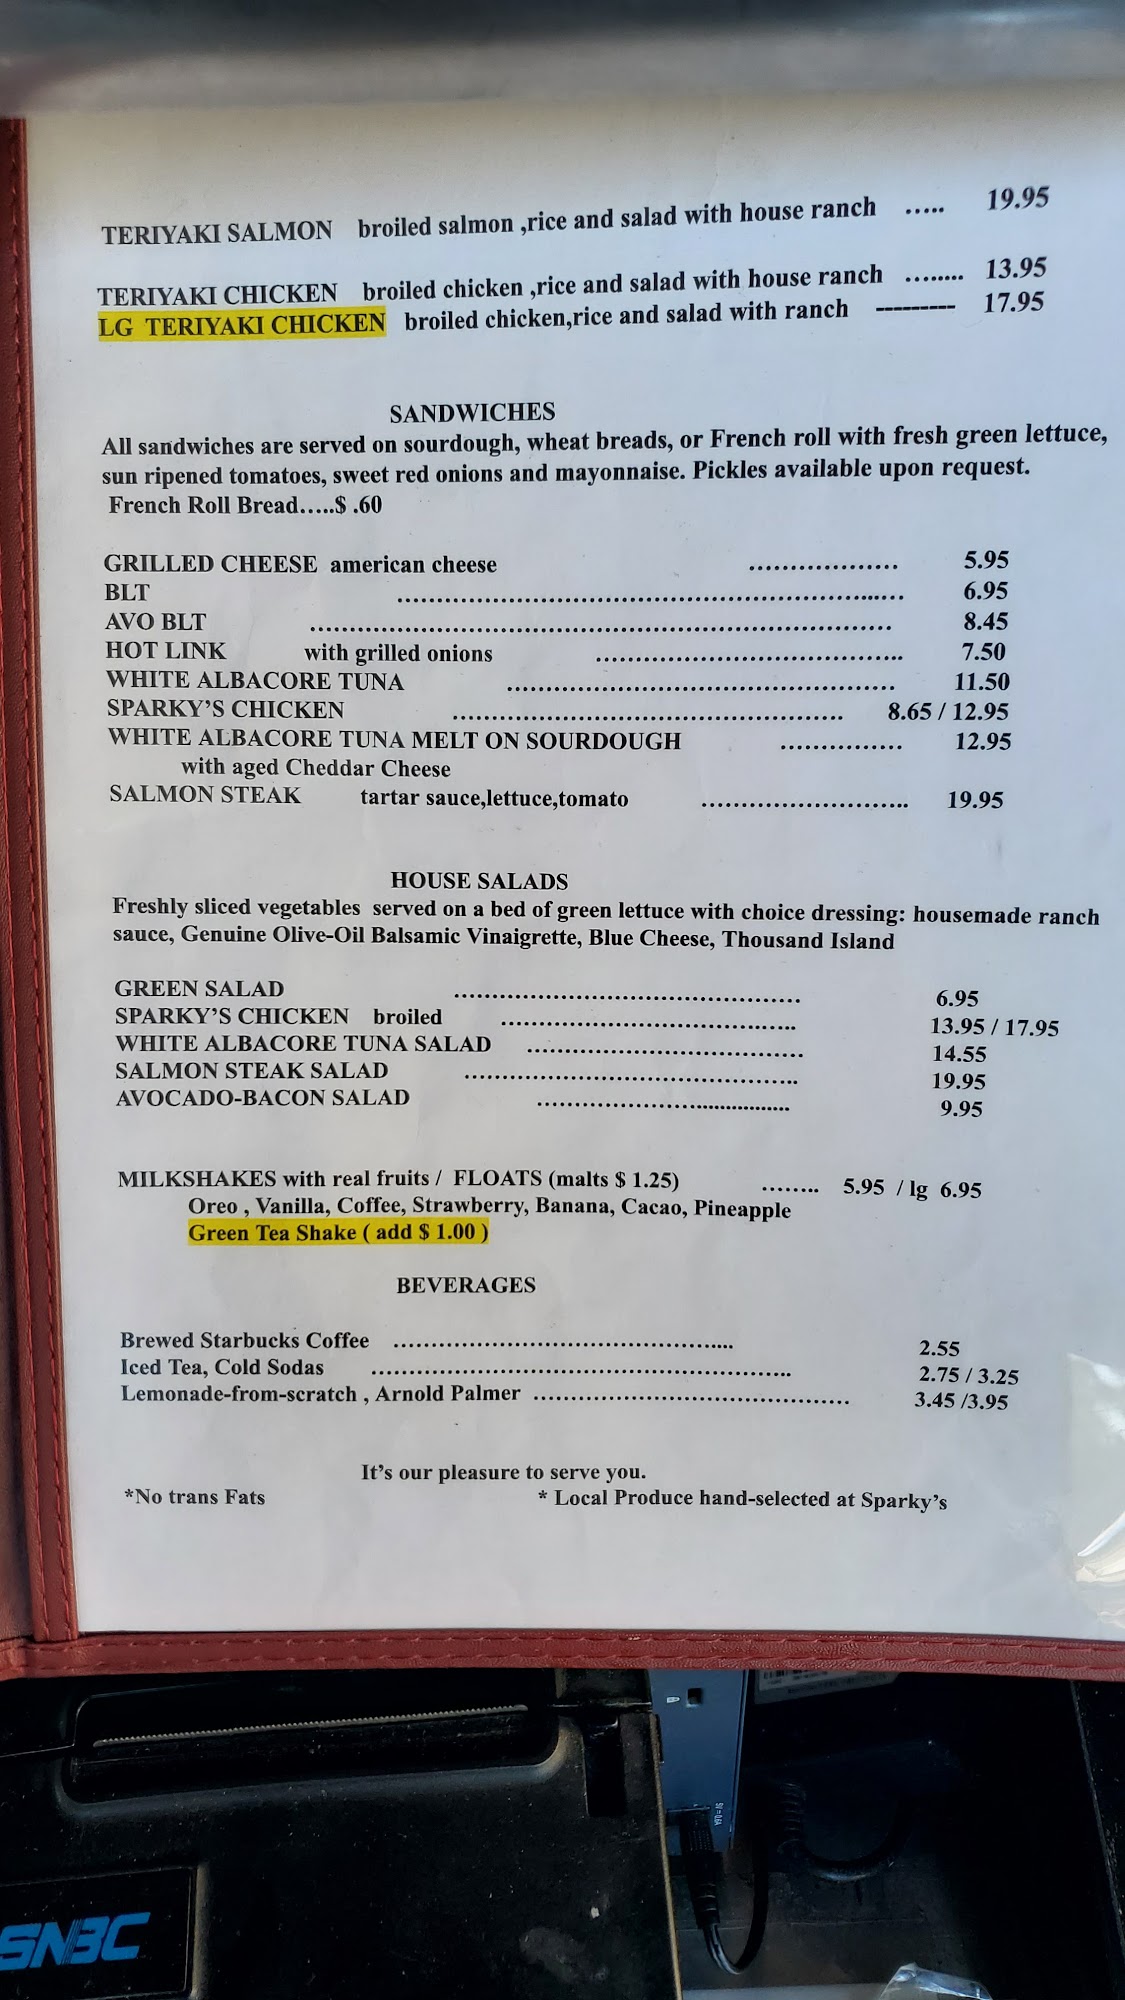 TERIYAKI SALMON broiled salmon ,rice and salad with house ranch ..... 19.95
TERIYAKI CHICKEN broiled chicken ,rice and salad with house ranch ........ 13.95
LG TERIYAKI CHICKEN broiled chicken,rice and salad with ranch --------- 17.95
SANDWICHES
All sandwiches are served on sourdough, wheat breads, or French roll with fresh green lettuce,
sun ripened tomatoes, sweet red onions and mayonnaise. Pickles available upon request.
French Roll Bread.....$ .60
GRILLED CHEESE american cheese .................. 5.95
BLT ............................................................. 6.95
AVO BLT ...................................................................... 8.45
HOT LINK with grilled onions ..................................... 7.50
WHITE ALBACORE TUNA ............................................... 11.50
SPARKY'S CHICKEN ............................................... 8.65 / 12.95
WHITE ALBACORE TUNA MELT ON SOURDOUGH ............... 12.95
with aged Cheddar Cheese
SALMON STEAK tartar sauce,lettuce,tomato ......................... 19.95
HOUSE SALADS
Freshly sliced vegetables served on a bed of green lettuce with choice dressing: housemade ranch
sauce, Genuine Olive-Oil Balsamic Vinaigrette, Blue Cheese, Thousand Island
GREEN SALAD .......................................... 6.95
SPARKY'S CHICKEN broiled .................................... 13.95 / 17.95
WHITE ALBACORE TUNA SALAD ................................. 14.55
SALMON STEAK SALAD ........................................ 19.95
AVOCADO-BACON SALAD .................................... 9.95
MILKSHAKES with real fruits / FLOATS (malts $ 1.25) ........ 5.95 / lg 6.95
Oreo , Vanilla, Coffee, Strawberry, Banana, Cacao, Pineapple
Green Tea Shake ( add $ 1.00 )
BEVERAGES
Brewed Starbucks Coffee ......................................... 2.55
Iced Tea, Cold Sodas ................................................... 2.75 / 3.25
Lemonade-from-scratch , Arnold Palmer ...................................... 3.45 /3.95
It's our pleasure to serve you.
*No trans Fats * Local Produce hand-selected at Sparky's
SNBC